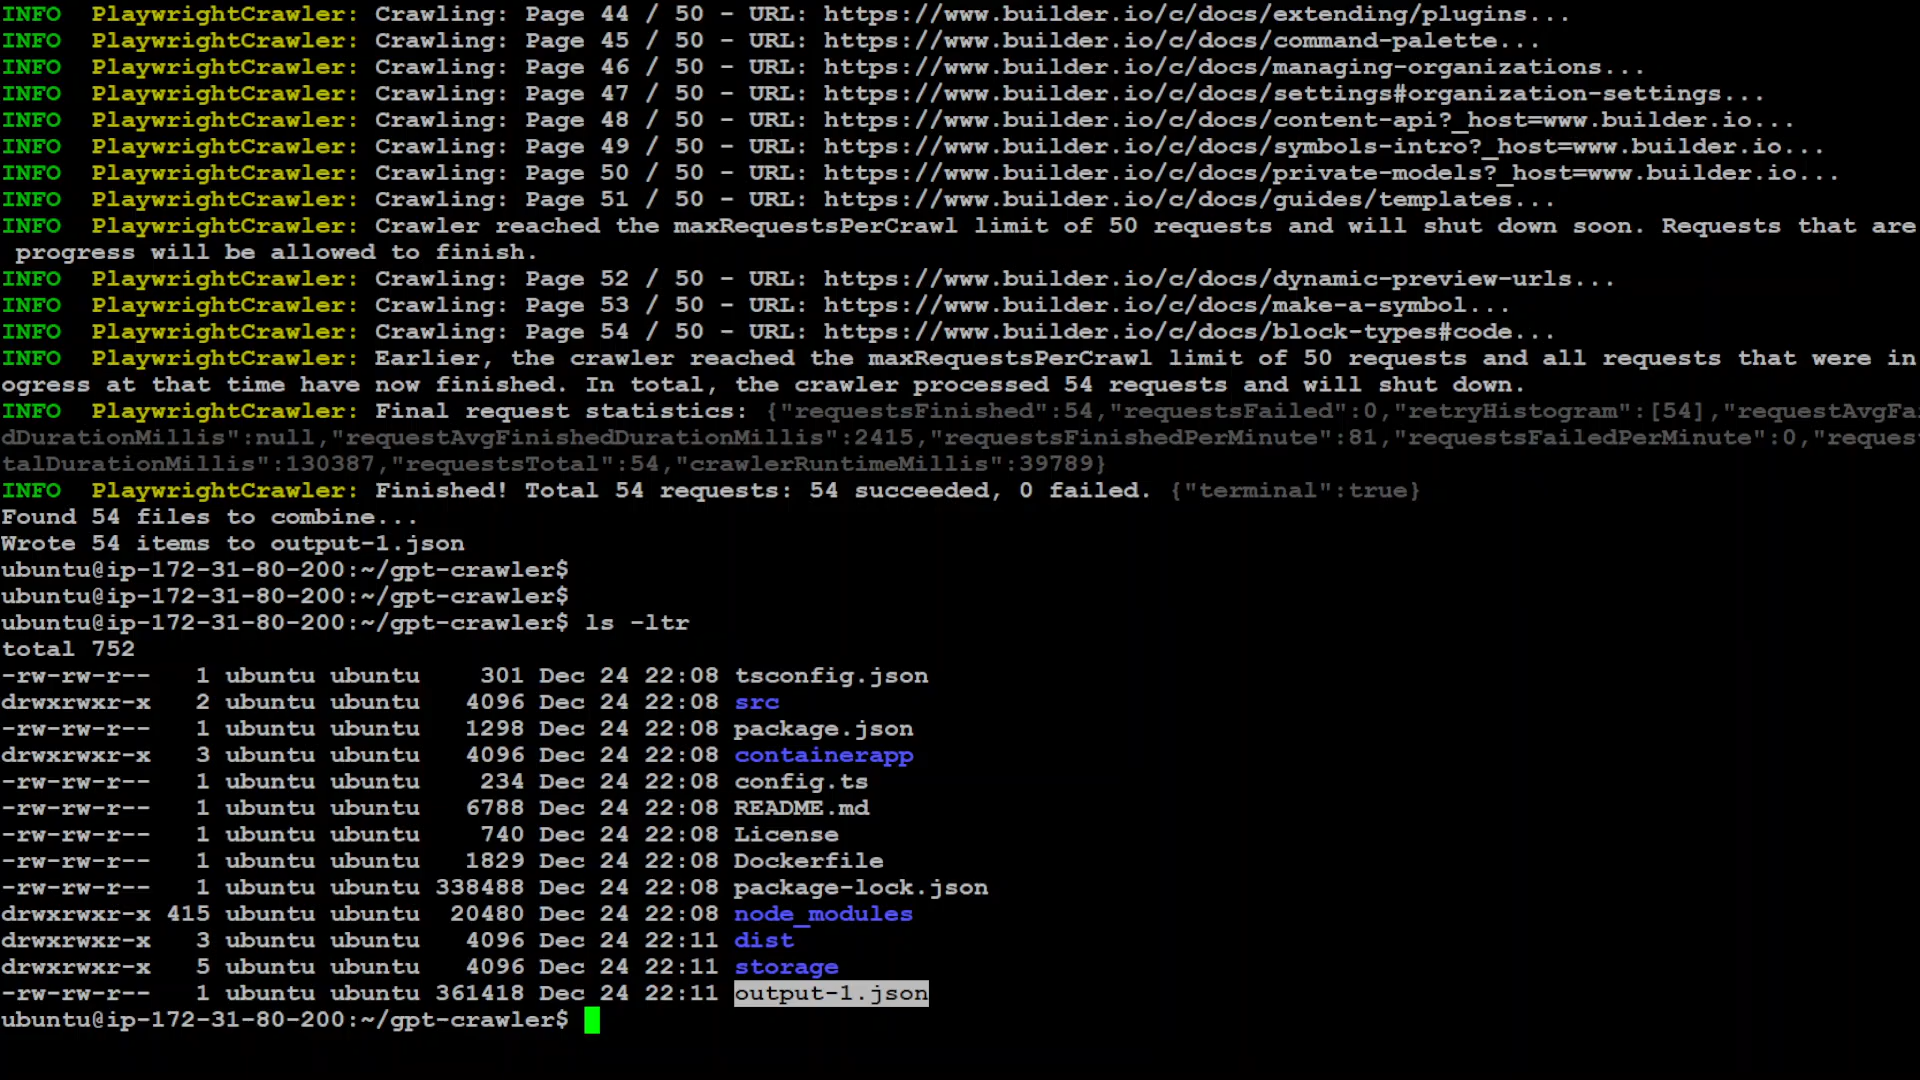 INFO  PlaywrightCrawler: Crawling: Page 44 / 50 - URL: https://www.builder.io/c/docs/extending/plugins...
INFO  PlaywrightCrawler: Crawling: Page 45 / 50 - URL: https://www.builder.io/c/docs/command-palette...
INFO  PlaywrightCrawler: Crawling: Page 46 / 50 - URL: https://www.builder.io/c/docs/managing-organizations...
INFO  PlaywrightCrawler: Crawling: Page 47 / 50 - URL: https://www.builder.io/c/docs/settings#organization-settings...
INFO  PlaywrightCrawler: Crawling: Page 48 / 50 - URL: https://www.builder.io/c/docs/content-api?_host=www.builder.io...
INFO  PlaywrightCrawler: Crawling: Page 49 / 50 - URL: https://www.builder.io/c/docs/symbols-intro?_host=www.builder.io...
INFO  PlaywrightCrawler: Crawling: Page 50 / 50 - URL: https://www.builder.io/c/docs/private-models?_host=www.builder.io...
INFO  PlaywrightCrawler: Crawling: Page 51 / 50 - URL: https://www.builder.io/c/docs/guides/templates...
INFO  PlaywrightCrawler: Crawler reached the maxRequestsPerCrawl limit of 50 requests and will shut down soon. Requests that are
 progress will be allowed to finish.
INFO  PlaywrightCrawler: Crawling: Page 52 / 50 - URL: https://www.builder.io/c/docs/dynamic-preview-urls...
INFO  PlaywrightCrawler: Crawling: Page 53 / 50 - URL: https://www.builder.io/c/docs/make-a-symbol...
INFO  PlaywrightCrawler: Crawling: Page 54 / 50 - URL: https://www.builder.io/c/docs/block-types#code...
INFO  PlaywrightCrawler: Earlier, the crawler reached the maxRequestsPerCrawl limit of 50 requests and all requests that were in
ogress at that time have now finished. In total, the crawler processed 54 requests and will shut down.
INFO  PlaywrightCrawler: Final request statistics: {"requestsFinished":54,"requestsFailed":0,"retryHistogram":[54],"requestAvgFai
dDurationMillis":null,"requestAvgFinishedDurationMillis":2415,"requestsFinishedPerMinute":81,"requestsFailedPerMinute":0,"reques
talDurationMillis":130387,"requestsTotal":54,"crawlerRuntimeMillis":39789}
INFO  PlaywrightCrawler: Finished! Total 54 requests: 54 succeeded, 0 failed. {"terminal":true}
Found 54 files to combine...
Wrote 54 items to output-1.json
ubuntu@ip-172-31-80-200:~/gpt-crawler$
ubuntu@ip-172-31-80-200:~/gpt-crawler$
ubuntu@ip-172-31-80-200:~/gpt-crawler$ ls -ltr
total 752
-rw-rw-r--   1 ubuntu ubuntu    301 Dec 24 22:08 tsconfig.json
drwxrwxr-x   2 ubuntu ubuntu   4096 Dec 24 22:08 src
-rw-rw-r--   1 ubuntu ubuntu   1298 Dec 24 22:08 package.json
drwxrwxr-x   3 ubuntu ubuntu   4096 Dec 24 22:08 containerapp
-rw-rw-r--   1 ubuntu ubuntu    234 Dec 24 22:08 config.ts
-rw-rw-r--   1 ubuntu ubuntu   6788 Dec 24 22:08 README.md
-rw-rw-r--   1 ubuntu ubuntu    740 Dec 24 22:08 License
-rw-rw-r--   1 ubuntu ubuntu   1829 Dec 24 22:08 Dockerfile
-rw-rw-r--   1 ubuntu ubuntu 338488 Dec 24 22:08 package-lock.json
drwxrwxr-x 415 ubuntu ubuntu  20480 Dec 24 22:08 node_modules
drwxrwxr-x   3 ubuntu ubuntu   4096 Dec 24 22:11 dist
drwxrwxr-x   5 ubuntu ubuntu   4096 Dec 24 22:11 storage
-rw-rw-r--   1 ubuntu ubuntu 361418 Dec 24 22:11 output-1.json
ubuntu@ip-172-31-80-200:~/gpt-crawler$